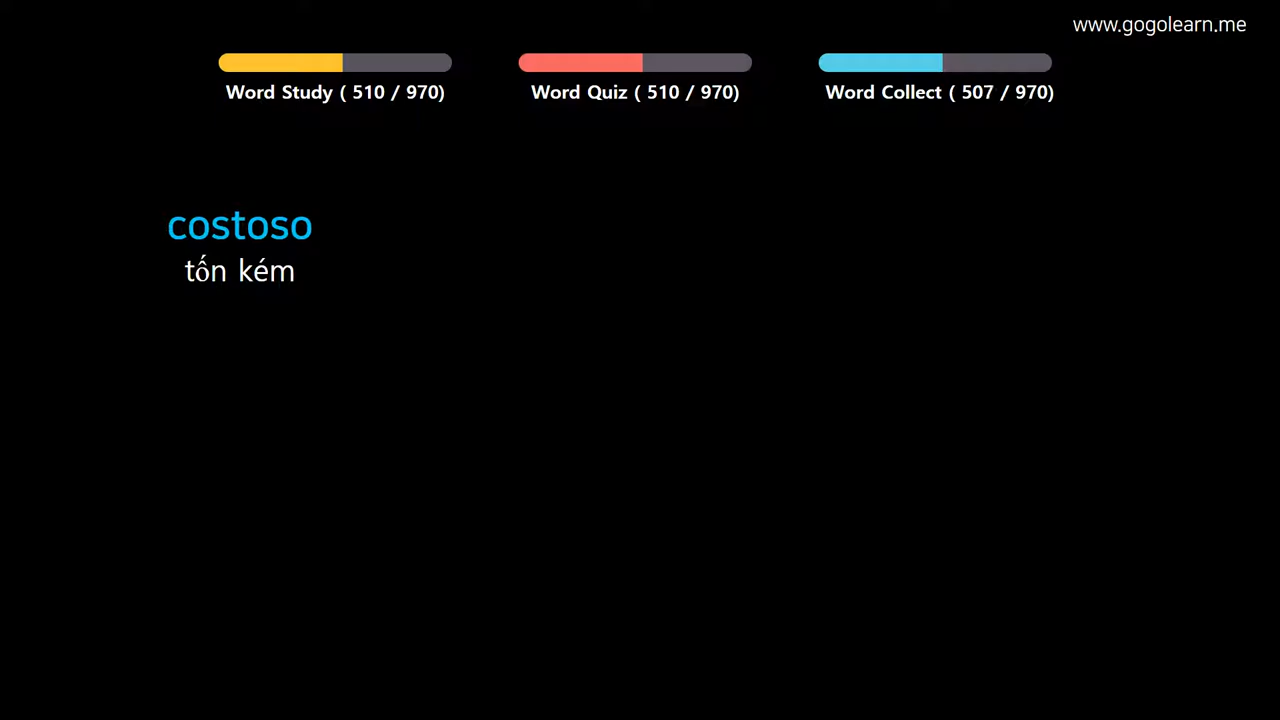 www.gogolearn.me
Word Study ( 510 / 970)
Word Quiz ( 510 / 970)
Word Collect ( 507 / 970)
costoso
tốn kém